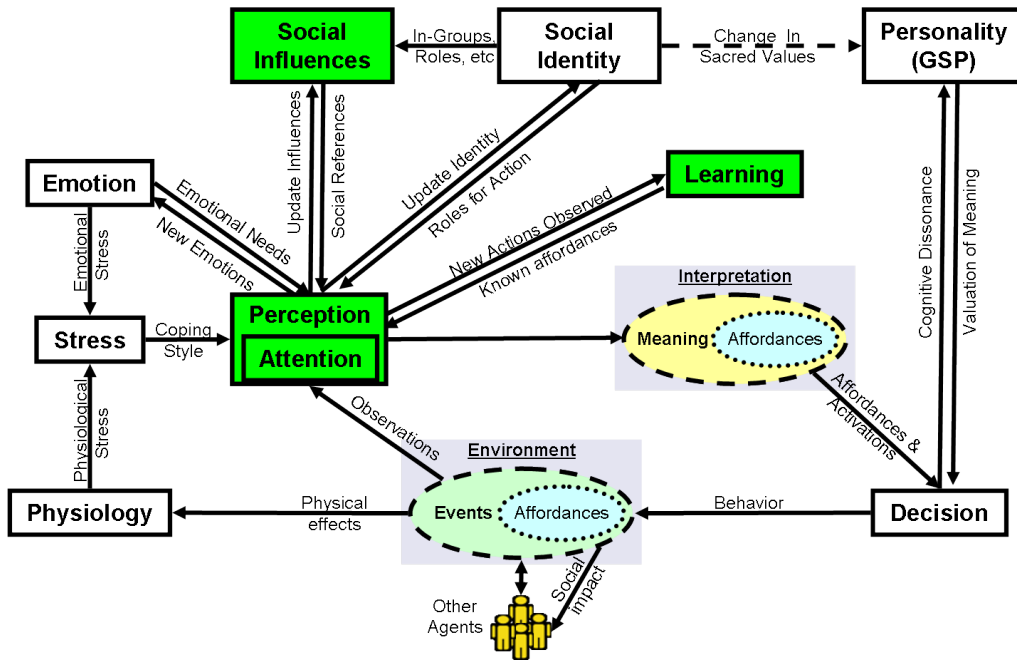 Social
Influences
In-Groups,
Roles, etc
Social
Identity
Change In
Sacred Values
Personality
(GSP)
Update Influences
Social References
Update Identity
Roles for Action
Learning
New Actions Observed
Known affordances
Emotion
Emotional Needs
New Emotions
Emotional
Stress
Cognitive Dissonance
Valuation of Meaning
Interpretation
Meaning
Affordances
Perception
Attention
Stress
Coping
Style
Affordances &
Activations
Observations
Physiological
Stress
Environment
Events
Affordances
Physiology
Physical
effects
Behavior
Decision
Social
impact
Other
Agents